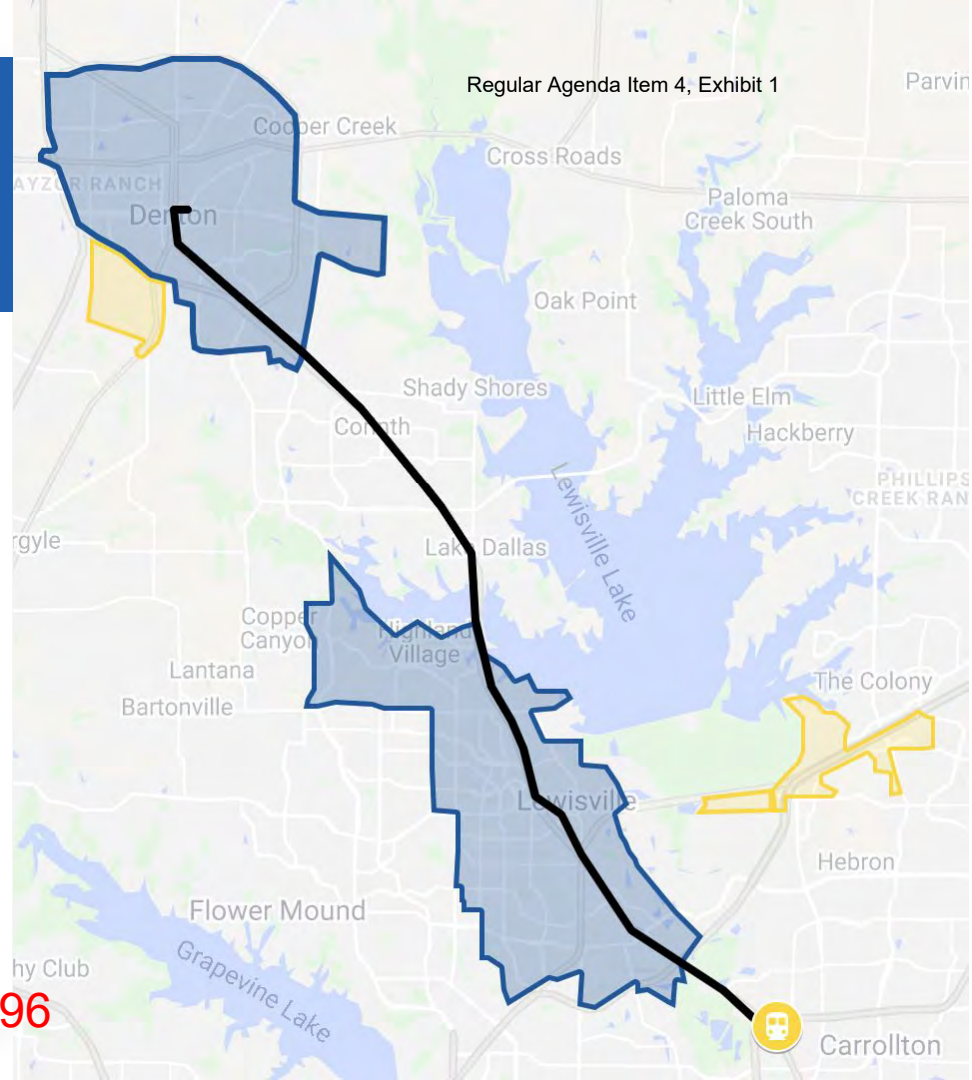 Regular Agenda Item 4, Exhibit 1
Parvin
Cooper Creek
Cross Roads
AYZOR RANCH
Denton
Paloma
Creek South
Oak Point
Shady Shores
Little Elm
Corinth
Hackberry
PHILLIPS
CREEK RAN
Lewisville Lake
rgyle
Lake Dallas
Copper
Canyon
Highland
Village
Lantana
The Colony
Bartonville
Lewisville
Hebron
Flower Mound
Grapevine Lake
hy Club
96
Carrollton